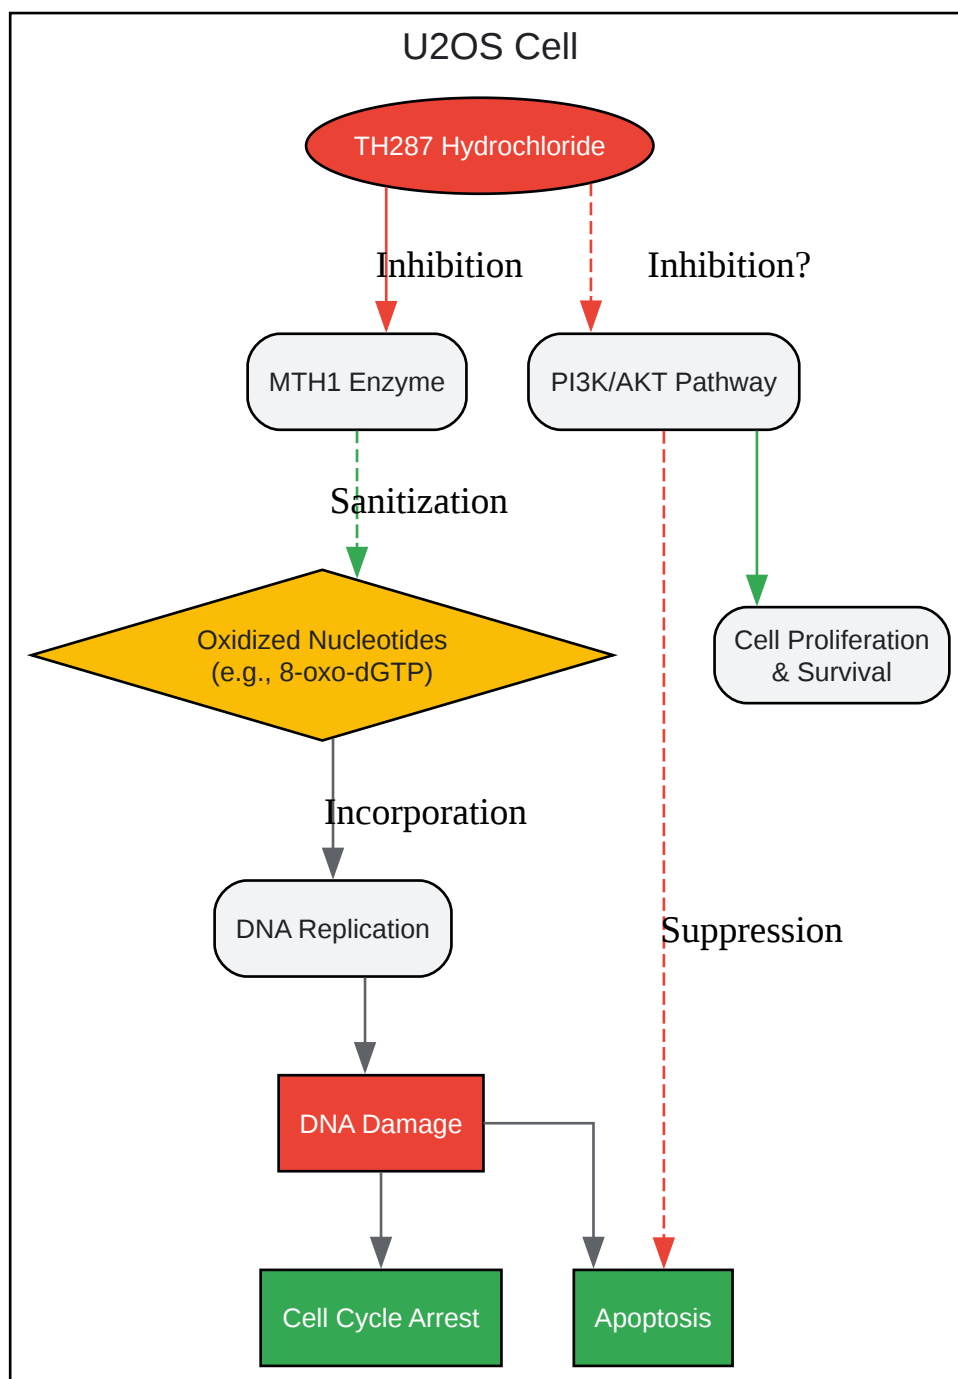 U2OS Cell
TH287 Hydrochloride
Inhibition
Inhibition?
MTH1 Enzyme
PI3K/AKT Pathway
Sanitization
Oxidized Nucleotides
(e.g., 8-oxo-dGTP)
Cell Proliferation
& Survival
Incorporation
DNA Replication
Suppression
DNA Damage
Cell Cycle Arrest
Apoptosis